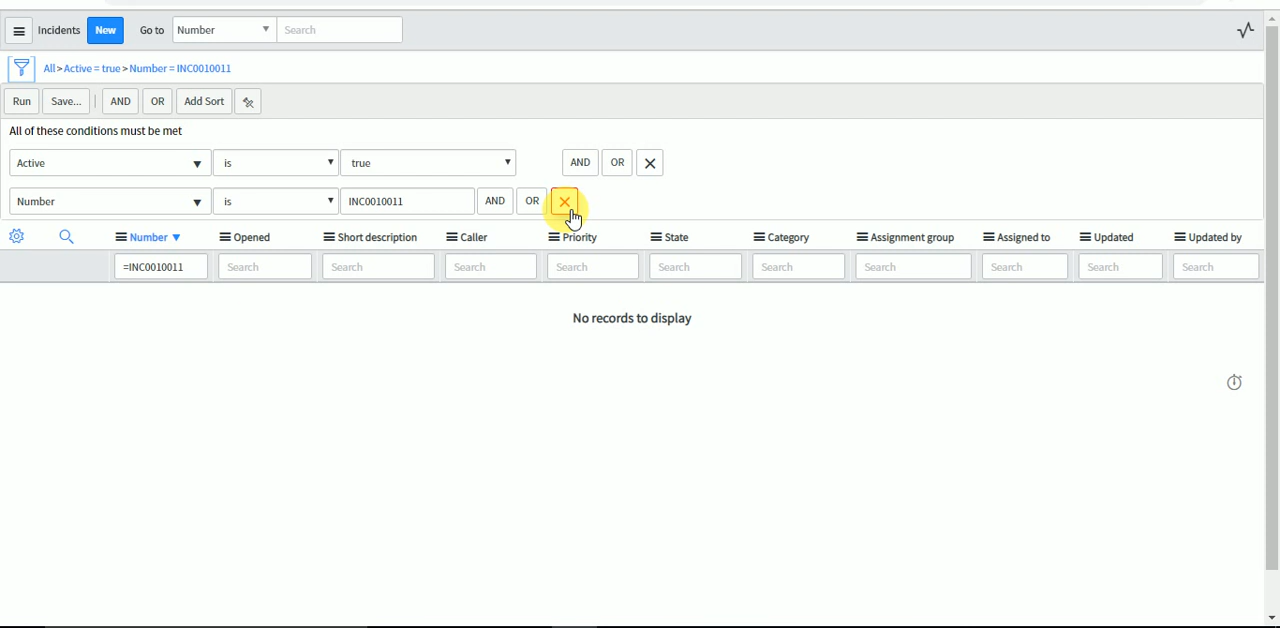 Incidents New Go to Number Search
All > Active = true > Number = INC0010011
Run Save... AND OR Add Sort
All of these conditions must be met
Active is true AND OR
Number is INC0010011 AND OR
Number Opened Short description Caller Priority State Category Assignment group Assigned to Updated Updated by
=INC0010011 Search Search Search Search Search Search Search Search Search Search
No records to display